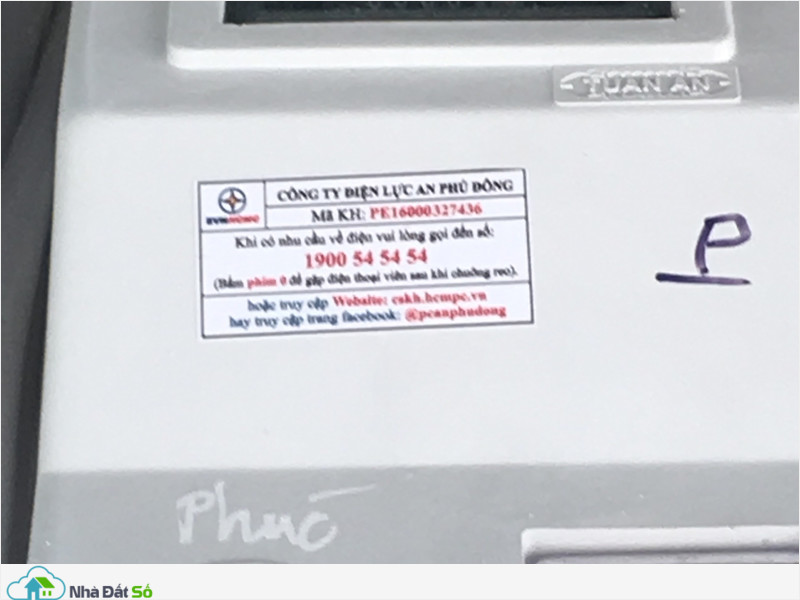 TUAN AN
CÔNG TY ĐIỆN LỰC AN PHÚ ĐÔNG
EVNHCMC
Mã KH: PE16000327436
Khi có nhu cầu về điện vui lòng gọi đến số:
1900 54 54 54
(Bấm phím 0 để gặp điện thoại viên sau khi chuông reo).
hoặc truy cập Website: cskh.hcmpc.vn
hay truy cập trang facebook: @pcanphudong
P
Phuc
Nhà Đất Số